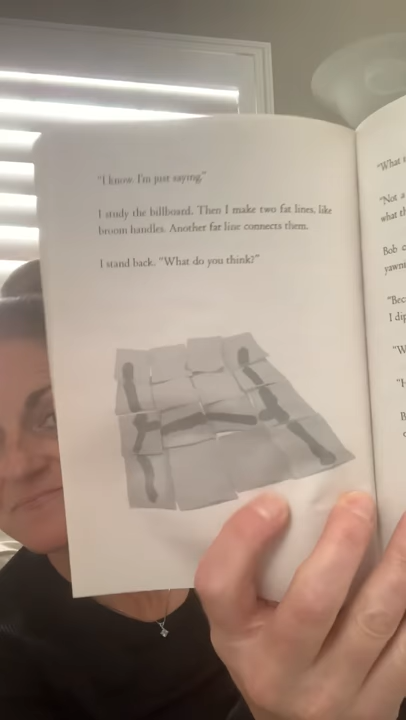 "I know. I'm just saying."
I study the billboard. Then I make two fat lines, like
broom handles. Another fat line connects them.
I stand back. "What do you think?"
"What
"Not a
what th
Bob
yawn
"Bec
I dip
"W